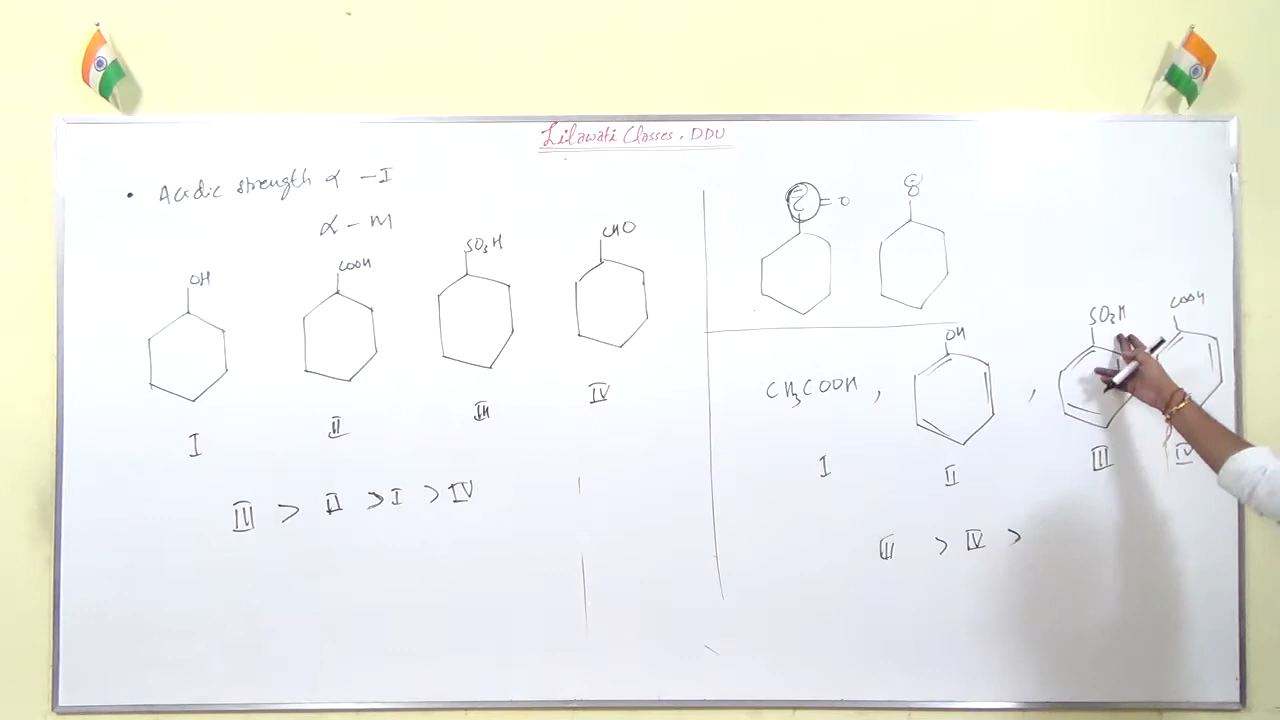 Lilawati Classes, DDU
• Acidic strength ∝ -I
∝ - M
OH
COOH
SO₃H
CHO
I
II
III
IV
III > II > I > IV
= O
CH₃COOH ,
OH
,
SO₃H
COOH
I
II
III
IV
III > IV >